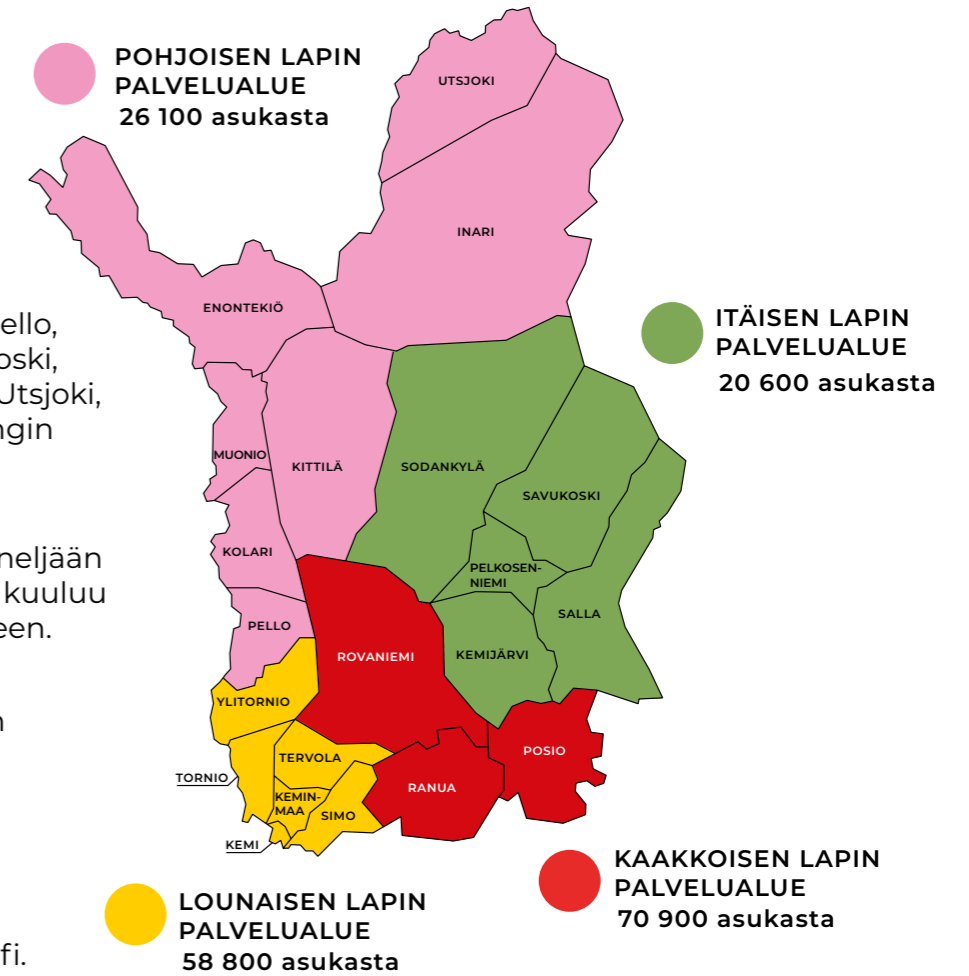 POHJOISEN LAPIN
PALVELUALUE
26 100 asukasta
UTSJOKI
INARI
ENONTEKIÖ
ITÄISEN LAPIN
PALVELUALUE
20 600 asukasta
ello,
oski,
Utsjoki,
ngin
MUONIO
KITTILÄ
SODANKYLÄ
SAVUKOSKI
neljään
kuuluu
een.
KOLARI
PELKOSEN-
NIEMI
SALLA
PELLO
ROVANIEMI
KEMIJÄRVI
YLITORNIO
n
TERVOLA
POSIO
TORNIO
RANUA
KEMIN-
MAA
SIMO
KEMI
KAAKKOISEN LAPIN
PALVELUALUE
70 900 asukasta
LOUNAISEN LAPIN
PALVELUALUE
58 800 asukasta
fi.